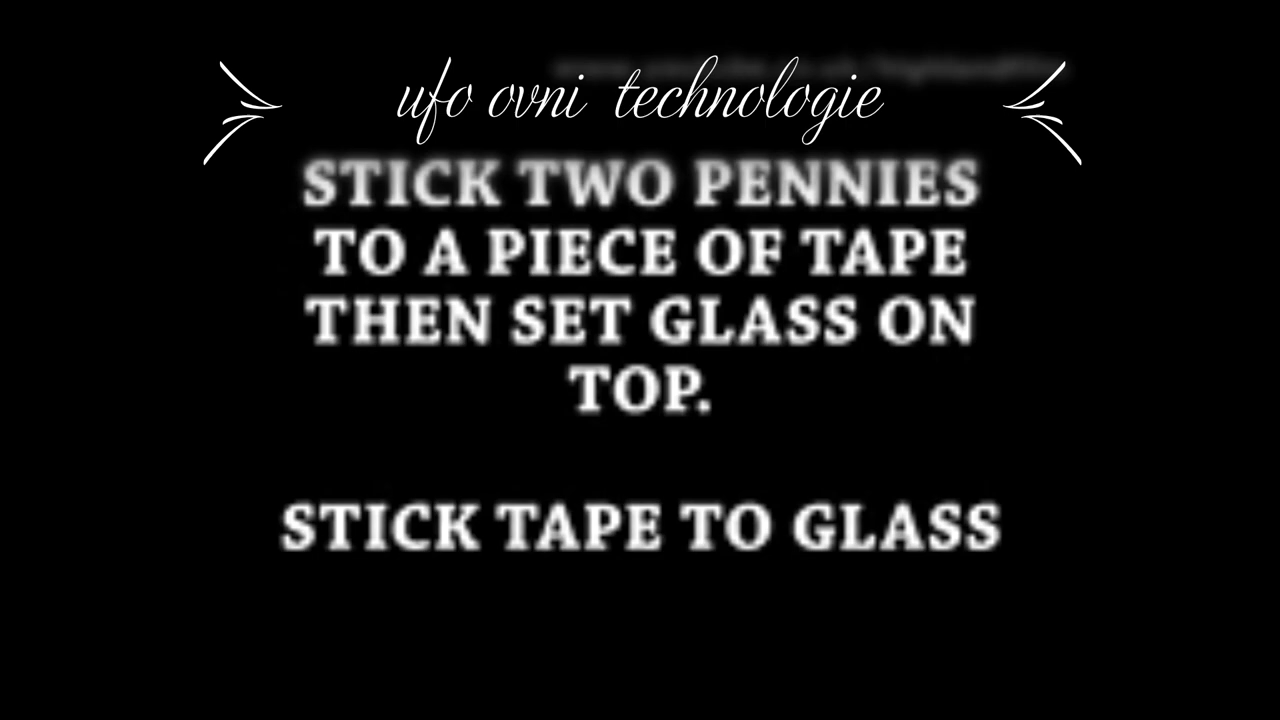 ufo ovni technologie
STICK TWO PENNIES
TO A PIECE OF TAPE
THEN SET GLASS ON
TOP.
STICK TAPE TO GLASS